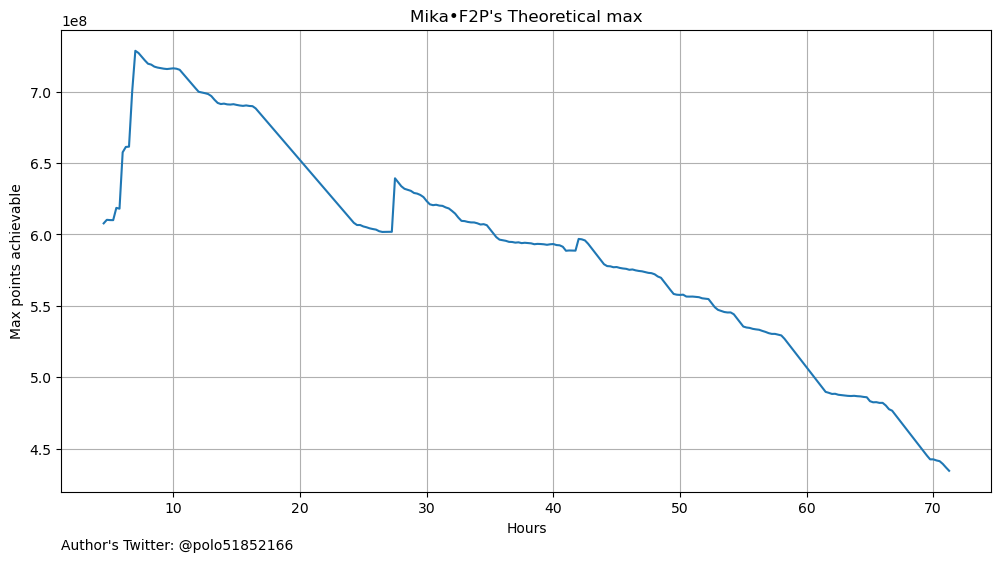 Mika•F2P's Theoretical max
1e8
7.0
6.5
6.0
5.5
5.0
4.5
Max points achievable
10 20 30 40 50 60 70
Hours
Author's Twitter: @polo51852166